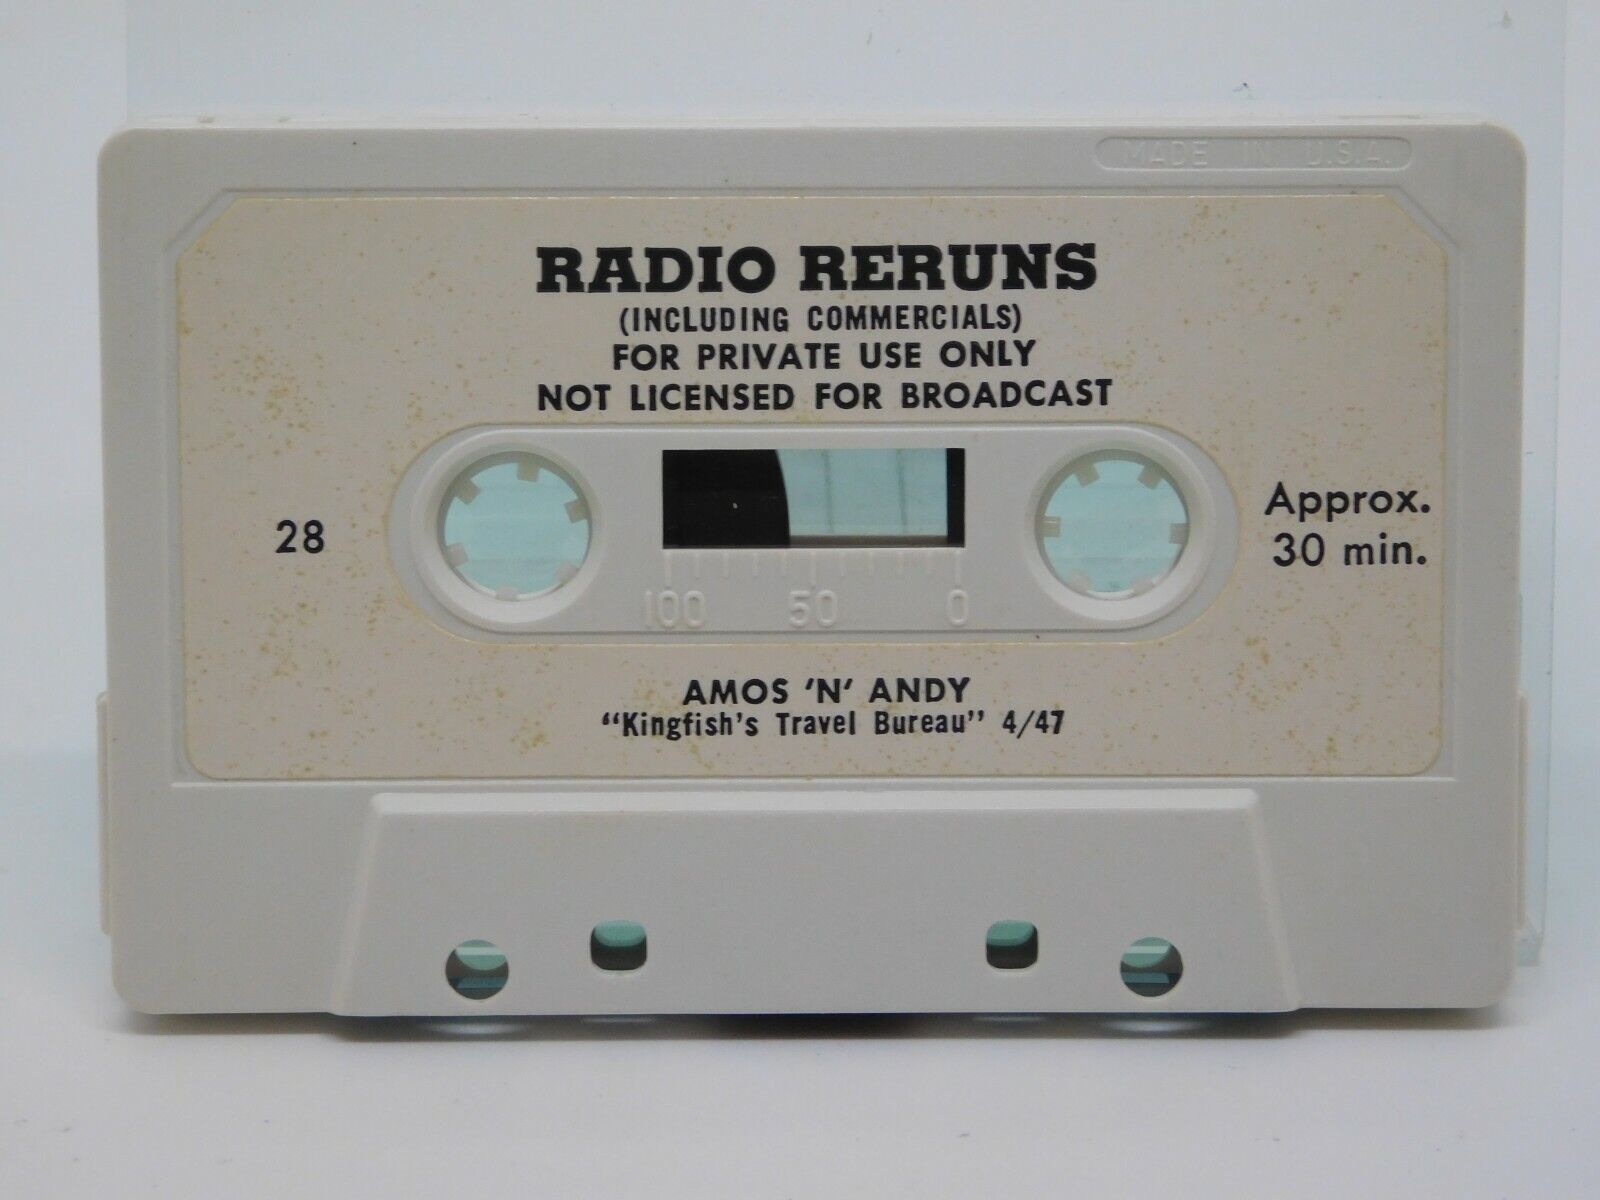 MADE IN U.S.A.
RADIO RERUNS
(INCLUDING COMMERCIALS)
FOR PRIVATE USE ONLY
NOT LICENSED FOR BROADCAST
28
Approx.
30 min.
100 50 0
AMOS 'N' ANDY
"Kingfish's Travel Bureau" 4/47